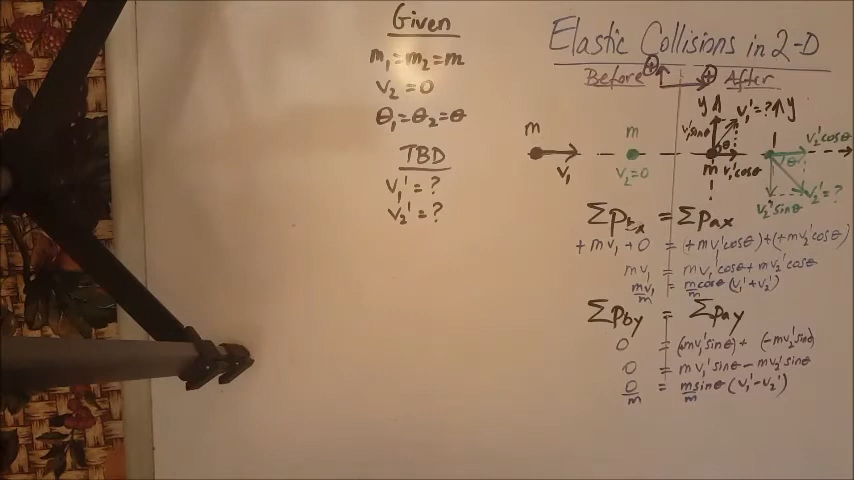 Given
m₁=m₂=m
v₂=0
θ₁=θ₂=θ
TBD
v₁'=?
v₂'=?
Elastic Collisions in 2-D
Before + + After
y y
v₁'=?
v₁'sinθ
θ
v₂'cosθ
m m
v₁ v₂=0 m v₁'cosθ θ
v₂'=?
v₂'sinθ
Σpbx = Σpax
+mv₁+0 = (+mv₁'cosθ)+(+mv₂'cosθ)
mv₁ = mv₁'cosθ+mv₂'cosθ
mv₁/m = mcosθ/m (v₁'+v₂')
Σpby = Σpay
0 = (mv₁'sinθ)+(-mv₂'sinθ)
0 = mv₁'sinθ-mv₂'sinθ
0/m = msinθ/m (v₁'-v₂')